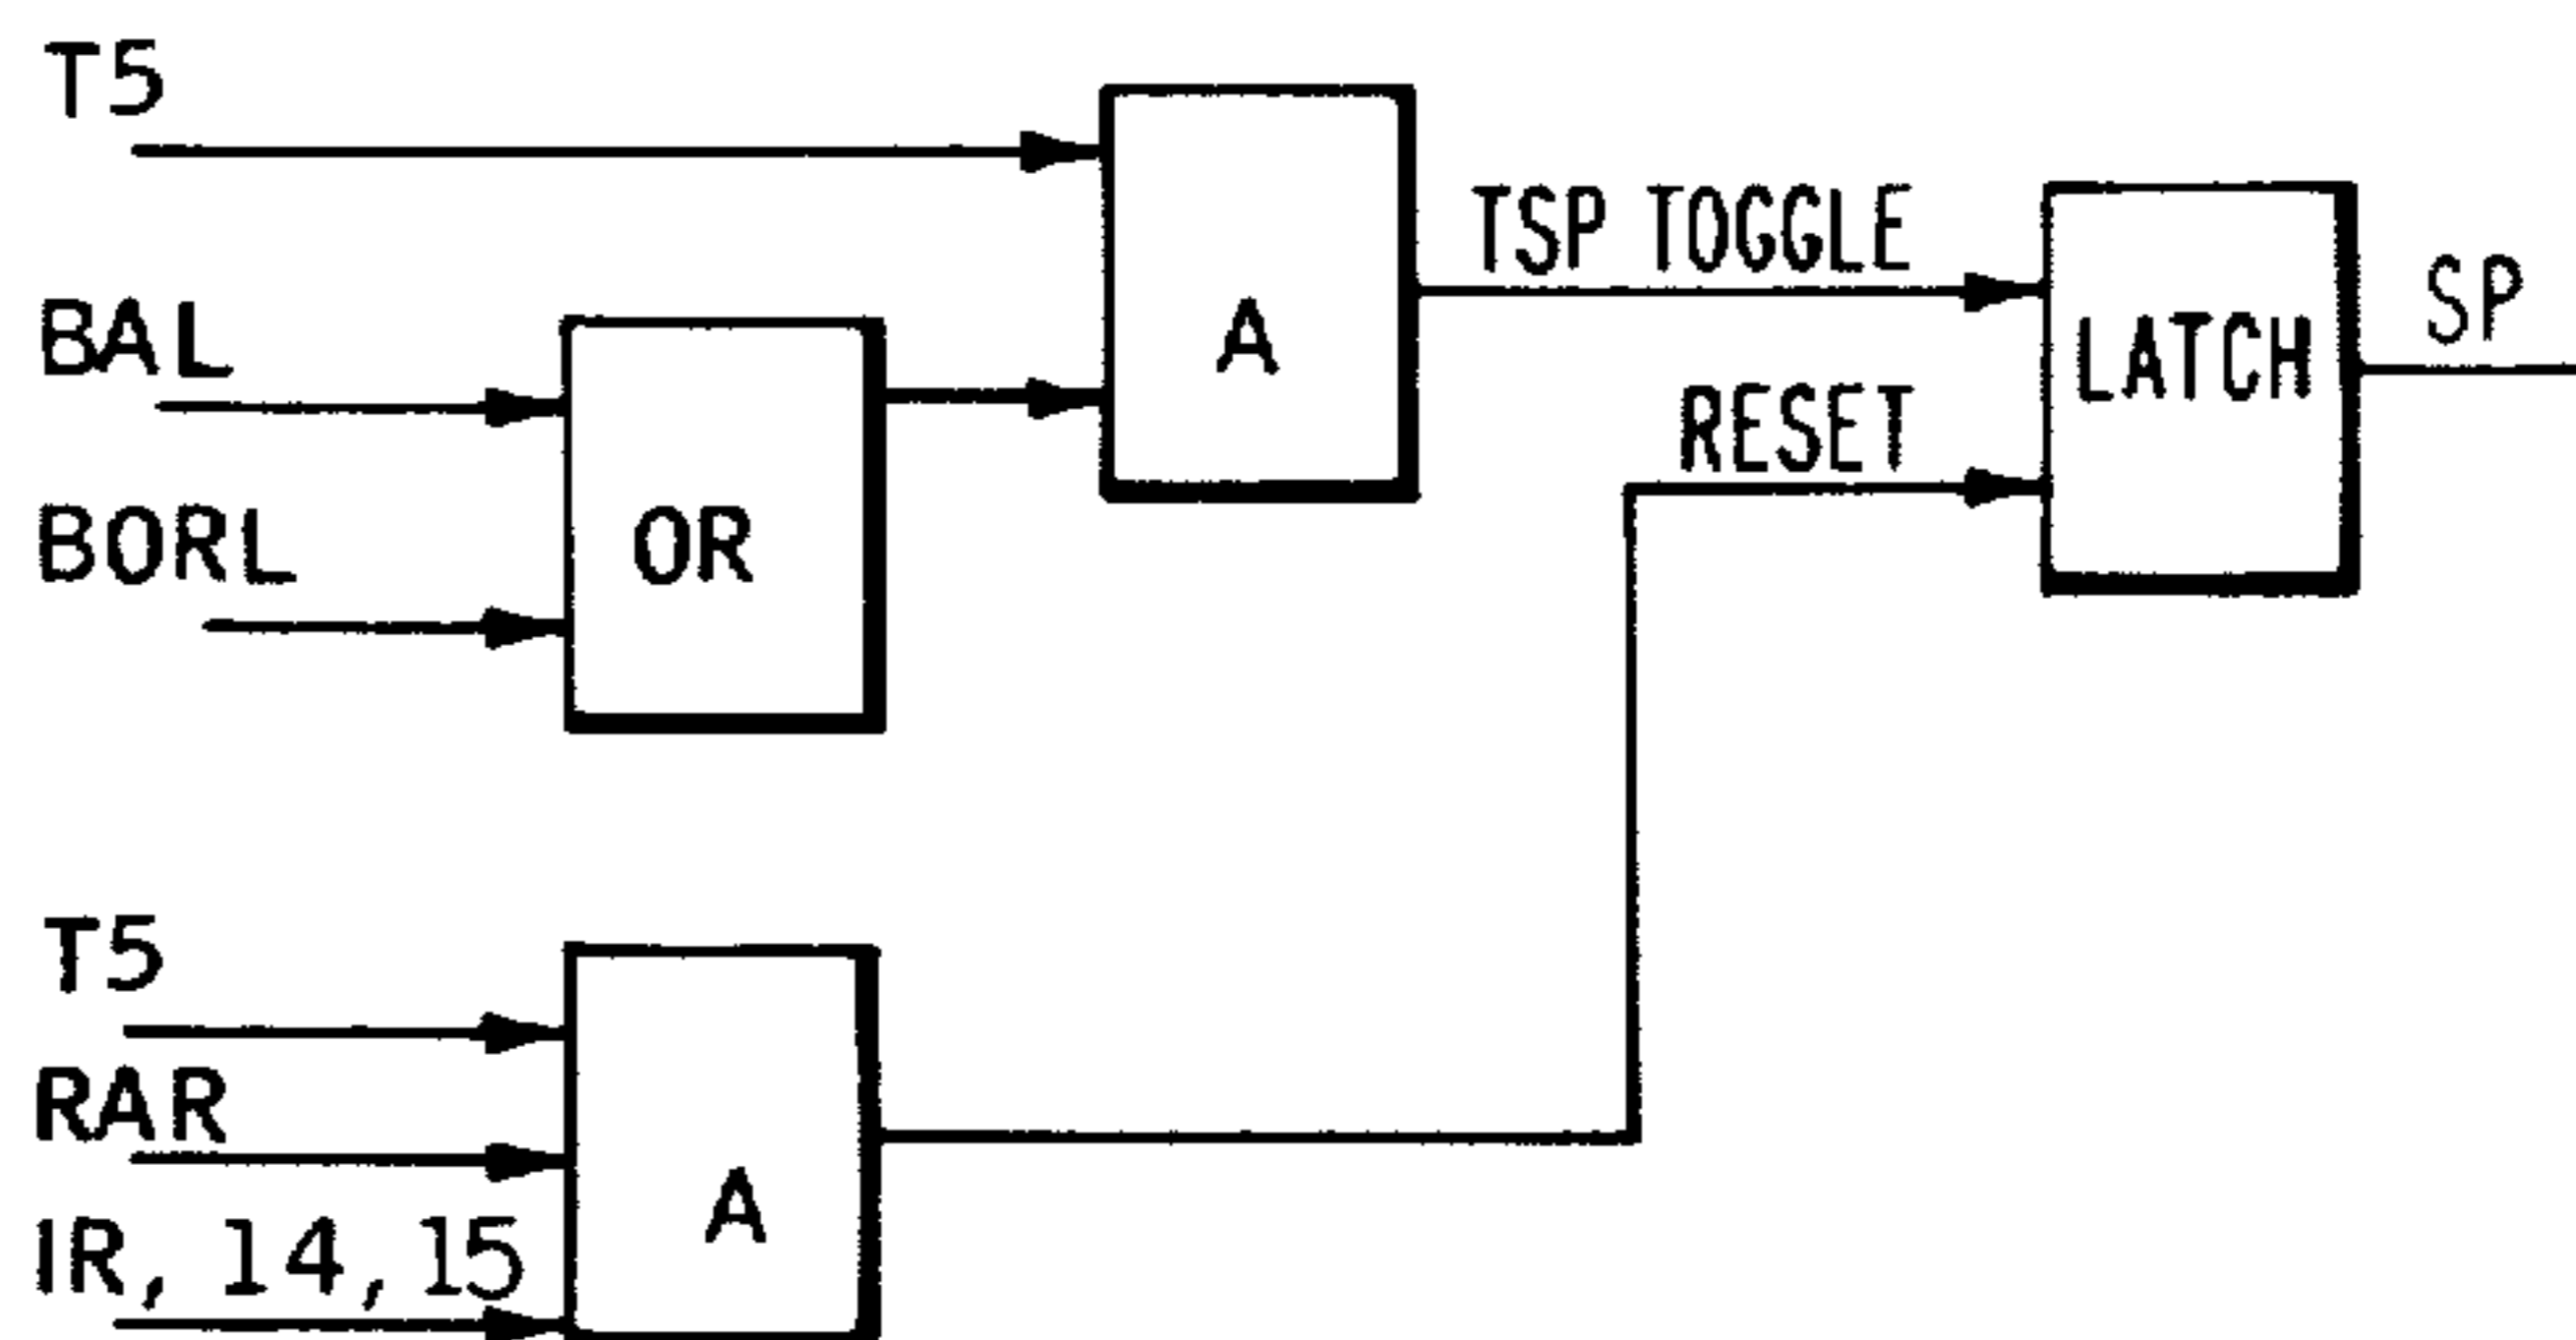 T5
BAL
BORL
OR
A
TSP TOGGLE
RESET
LATCH
SP
T5
RAR
IR, 14, 15
A